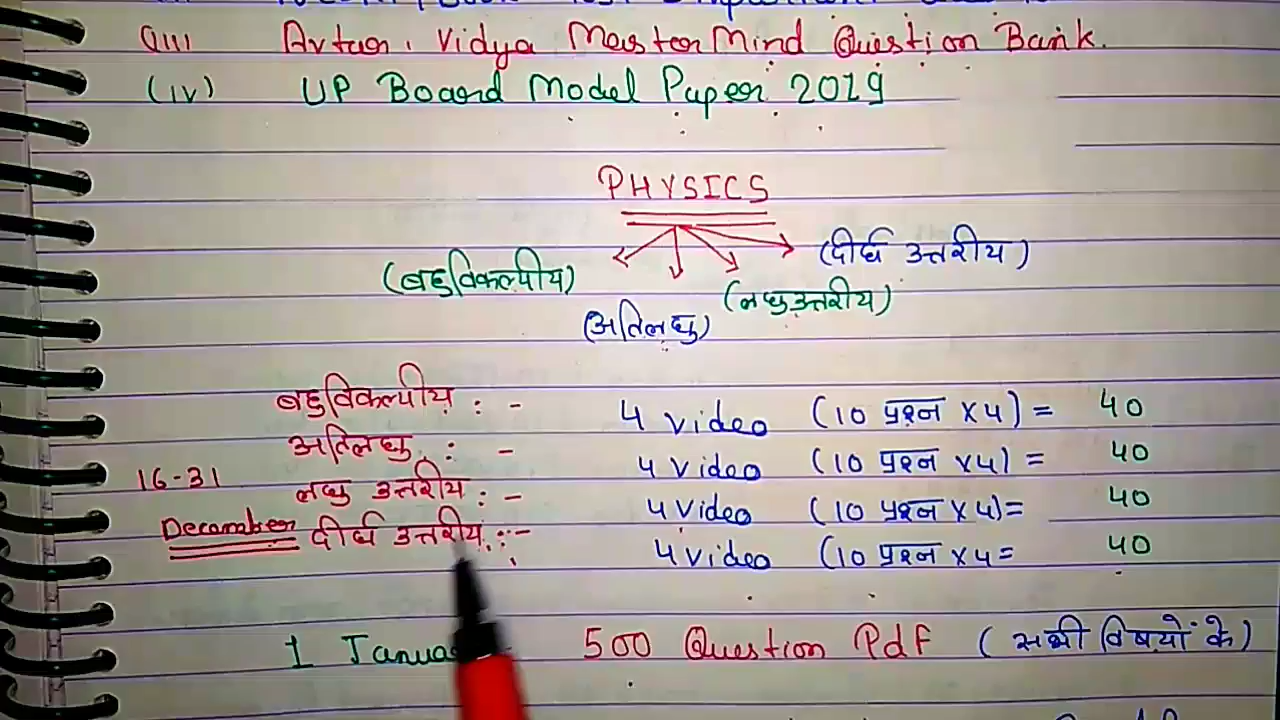 (iii) Arvan. Vidya MasterMind Question Bank.
(iv) UP Board Model Paper 2019
PHYSICS
(बहुविकल्पीय) (दीर्घ उत्तरीय)
(अतिलघु) (लघुउत्तरीय)
बहुविकल्पीय : - 4 video (10 प्रश्न x4) = 40
अतिलघु : - 4 video (10 प्रश्न x4) = 40
16-31 लघु उत्तरीय : - 4 video (10 प्रश्न x4)= 40
December दीर्घ उत्तरीय : - 4 video (10 प्रश्न x4 = 40
1 500 Question Pdf (सभी विषयों के)